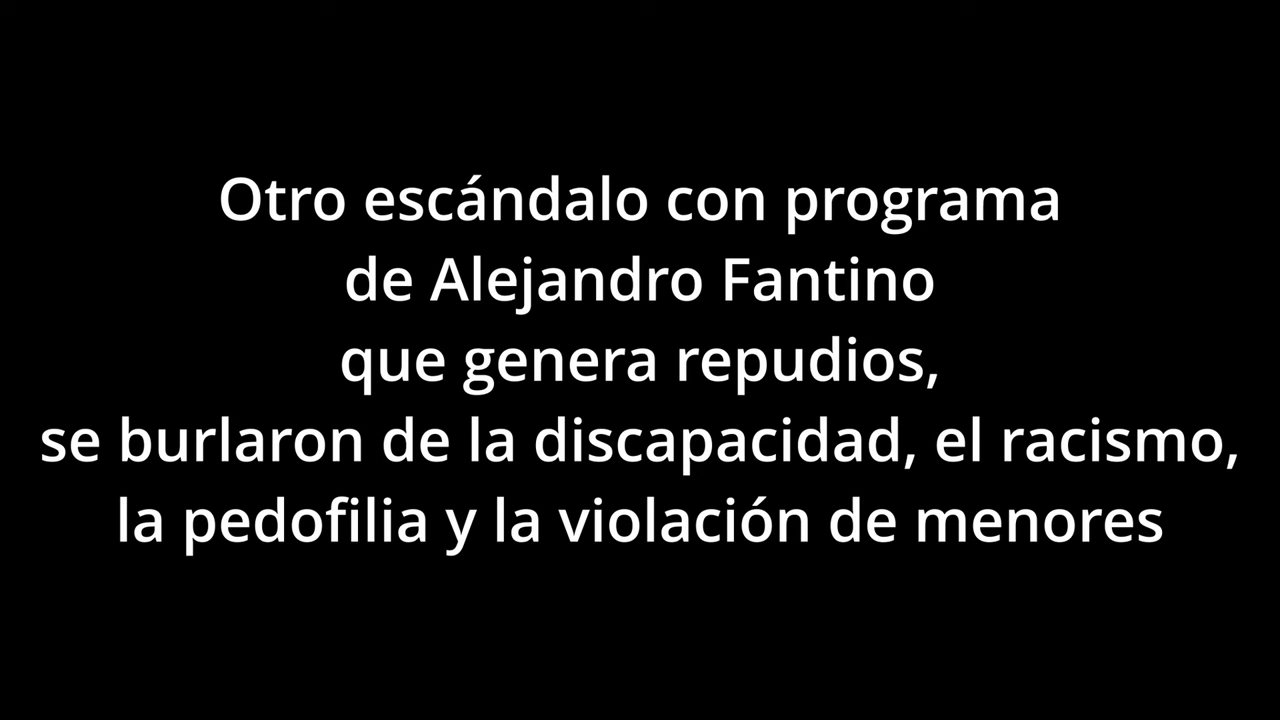 Otro escándalo con programa
de Alejandro Fantino
que genera repudios,
se burlaron de la discapacidad, el racismo,
la pedofilia y la violación de menores